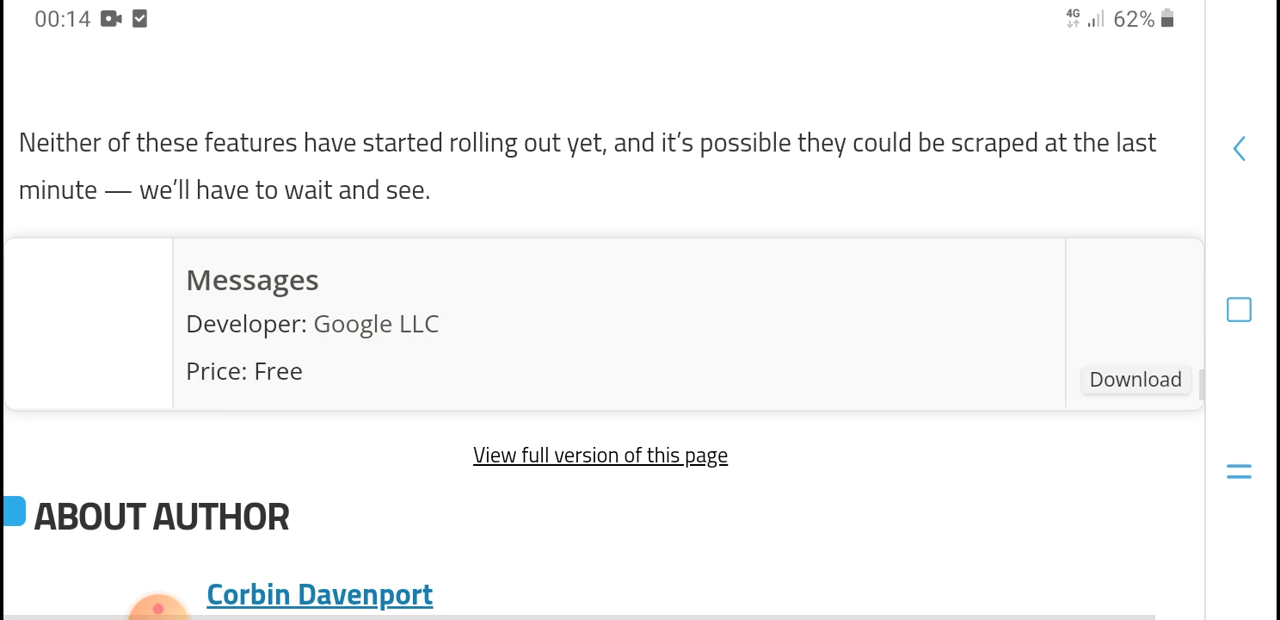 00:14
4G 62%
Neither of these features have started rolling out yet, and it’s possible they could be scraped at the last
minute — we’ll have to wait and see.
Messages
Developer: Google LLC
Price: Free
Download
View full version of this page
ABOUT AUTHOR
Corbin Davenport